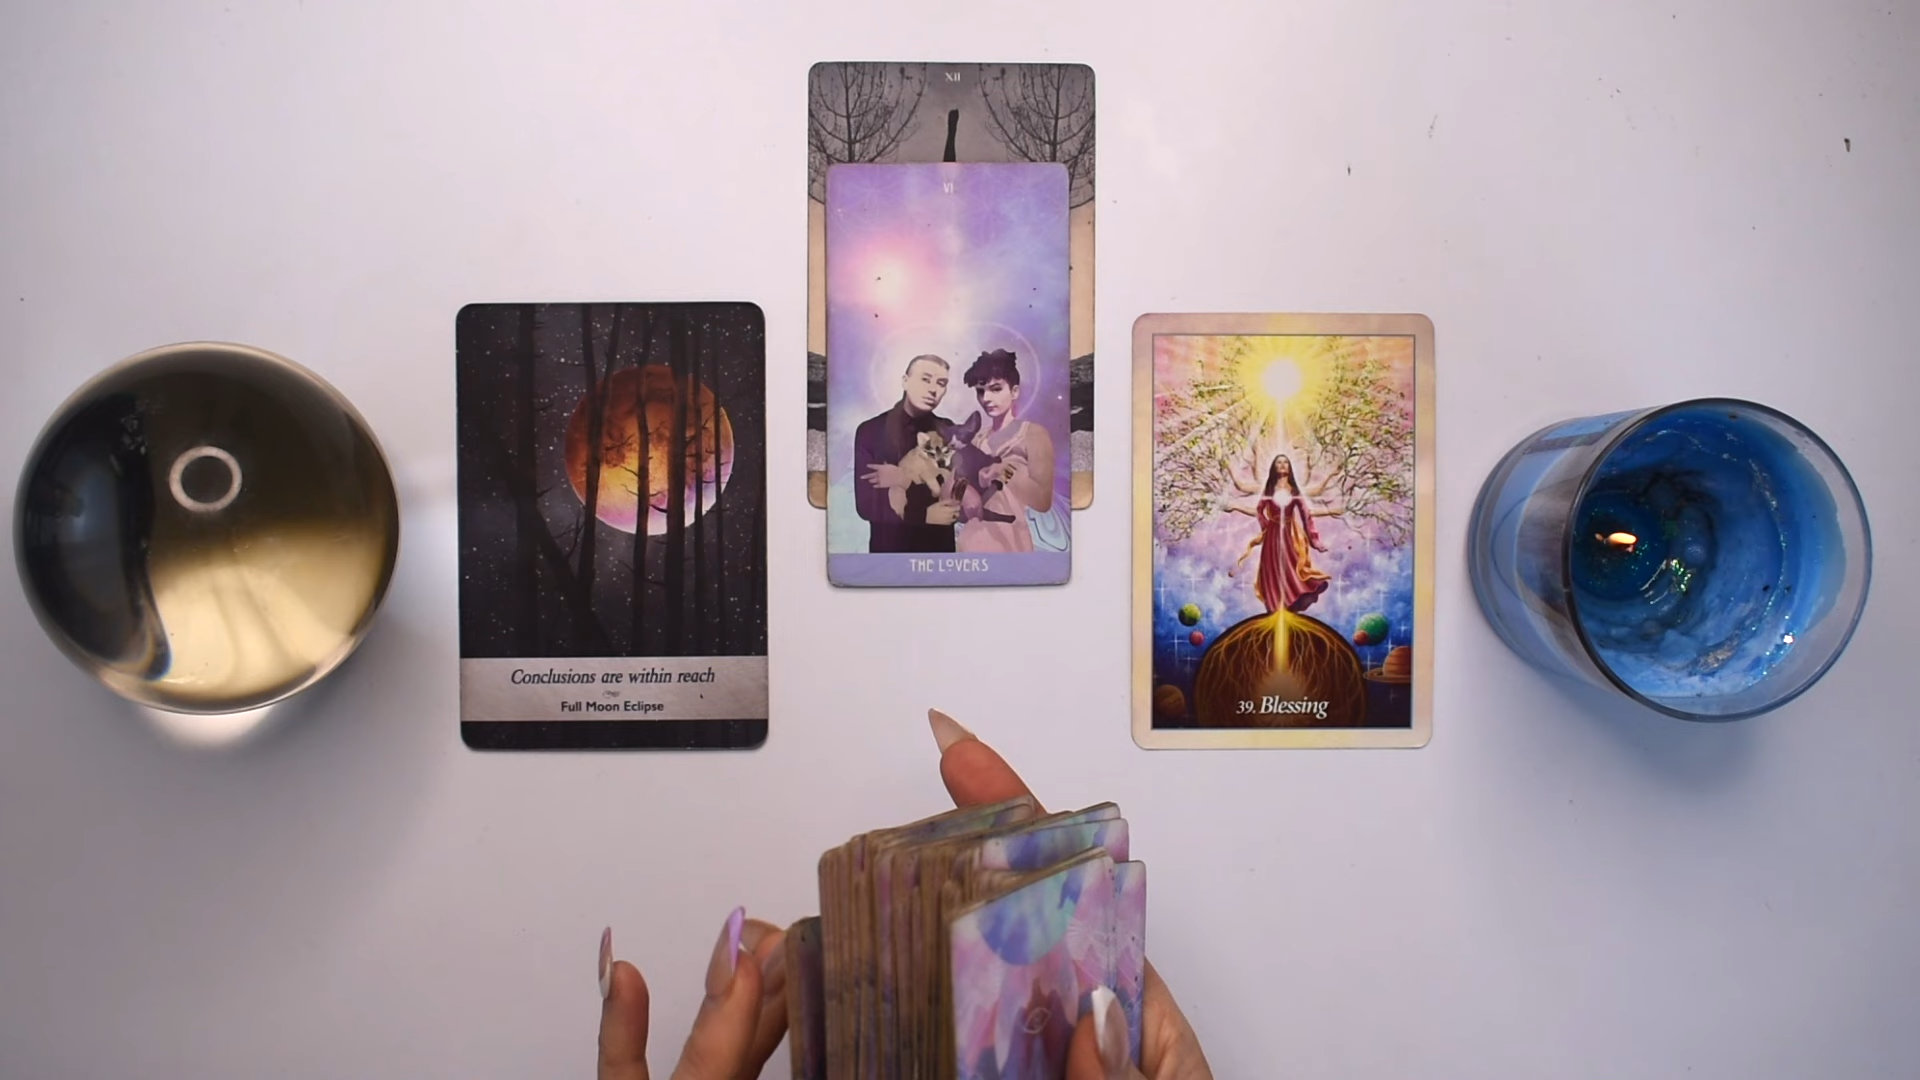 XII
VI
THE LOVERS
Conclusions are within reach
Full Moon Eclipse
39. Blessing